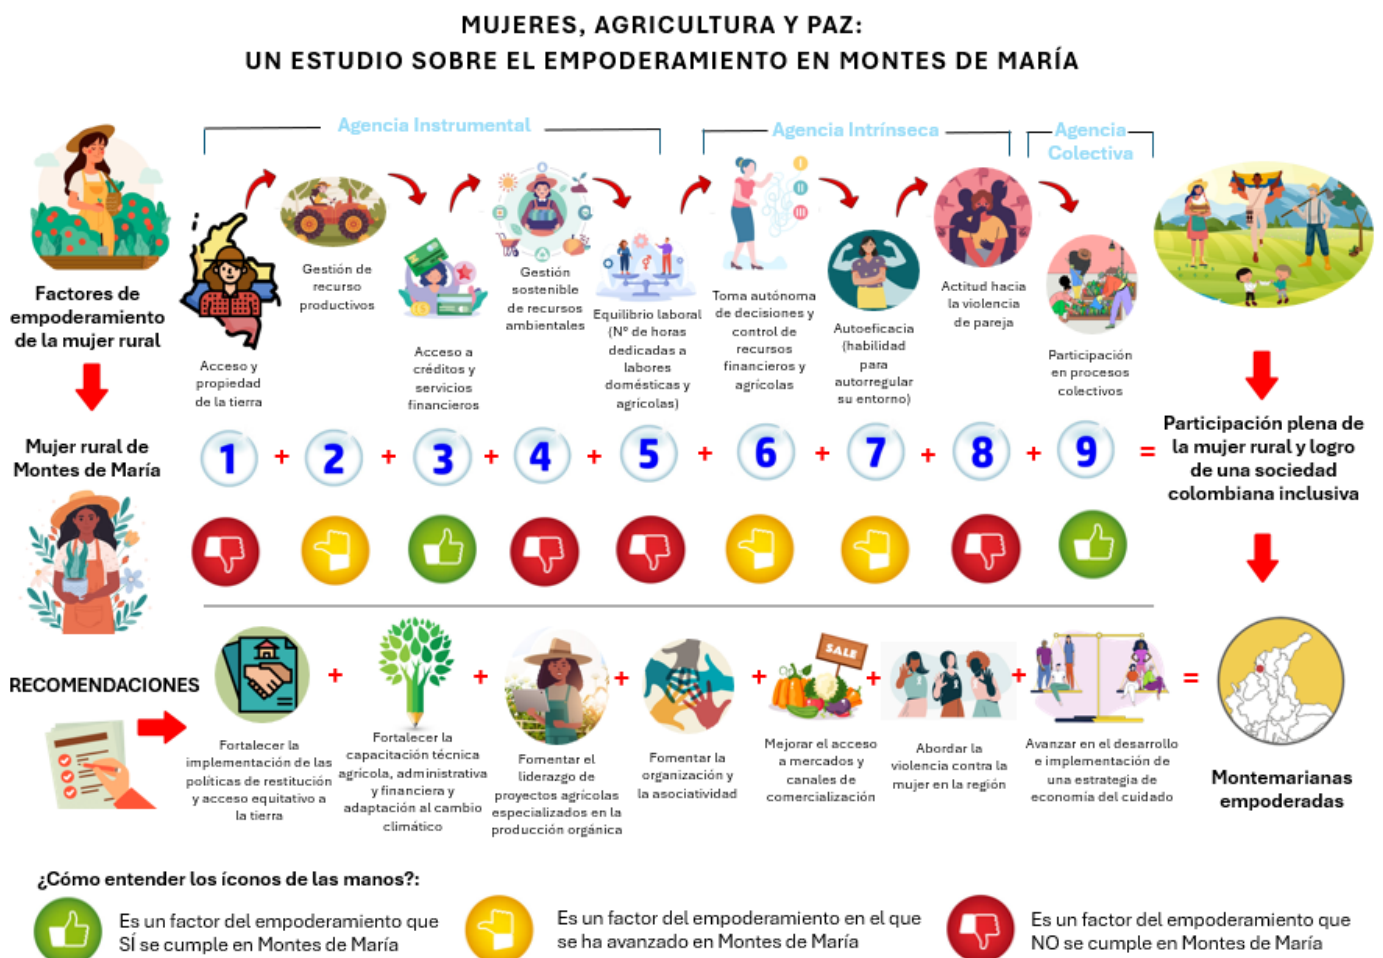 MUJERES, AGRICULTURA Y PAZ:
UN ESTUDIO SOBRE EL EMPODERAMIENTO EN MONTES DE MARÍA
Agencia Instrumental
Agencia Intrínseca
Agencia
Colectiva
Factores de
empoderamiento
de la mujer rural
Acceso y
propiedad
de la tierra
Gestión de
recurso
productivos
Acceso a
créditos y
servicios
financieros
Gestión
sostenible
de recursos
ambientales
Equilibrio laboral
(N° de horas
dedicadas a
labores
domésticas y
agrícolas)
I
II
III
Toma autónoma
de decisiones y
control de
recursos
financieros y
agrícolas
Autoeficacia
(habilidad
para
autorregular
su entorno)
Actitud hacia
la violencia
de pareja
Participación
en procesos
colectivos
Mujer rural de
Montes de María
1 + 2 + 3 + 4 + 5 + 6 + 7 + 8 + 9 =
Participación plena de
la mujer rural y logro
de una sociedad
colombiana inclusiva
RECOMENDACIONES
+ + + + + + =
Fortalecer la
implementación de las
políticas de restitución
y acceso equitativo a
la tierra
Fortalecer la
capacitación técnica
agrícola, administrativa
y financiera y
adaptación al cambio
climático
Fomentar el
liderazgo de
proyectos agrícolas
especializados en la
producción orgánica
Fomentar la
organización y
la asociatividad
SALE
Mejorar el acceso
a mercados y
canales de
comercialización
Abordar la
violencia contra la
mujer en la región
Avanzar en el desarrollo
e implementación de
una estrategia de
economía del cuidado
Montemarianas
empoderadas
¿Cómo entender los íconos de las manos?:
Es un factor del empoderamiento que
SÍ se cumple en Montes de María
Es un factor del empoderamiento en el que
se ha avanzado en Montes de María
Es un factor del empoderamiento que
NO se cumple en Montes de María